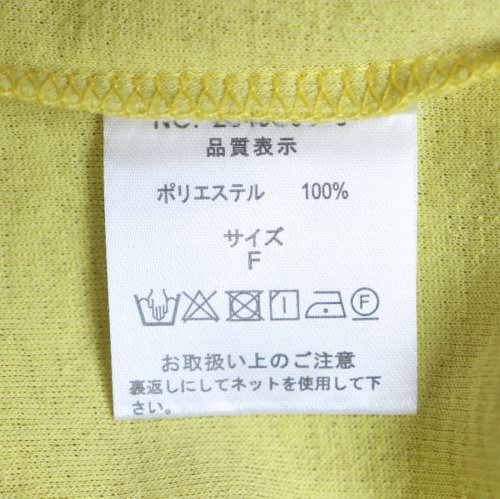 品質表示
ポリエステル 100%
サイズ
F
F
お取扱い上のご注意
裏返しにしてネットを使用して下
さい。